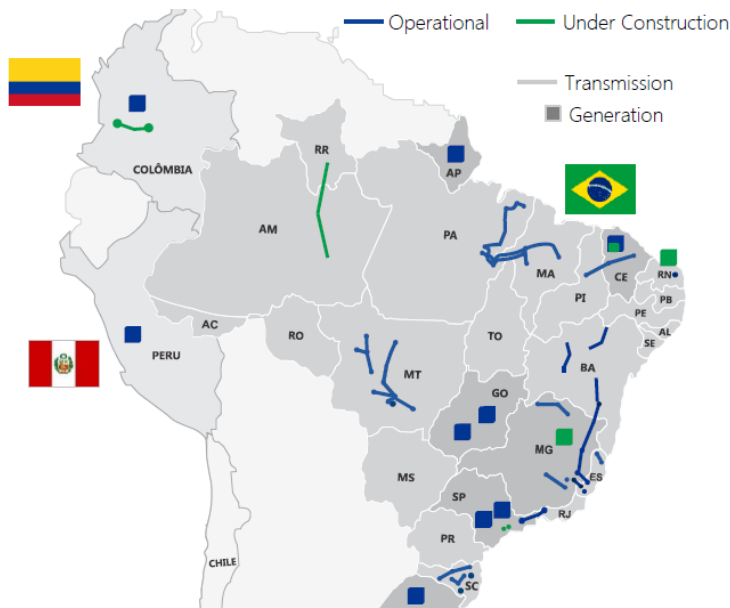 Operational
Under Construction
Transmission
Generation
COLÔMBIA
RR
AP
AM
PA
MA
CE
RN
PB
PI
PE
AL
SE
AC
RO
TO
PERU
MT
BA
GO
MG
ES
MS
SP
RJ
PR
CHILE
SC